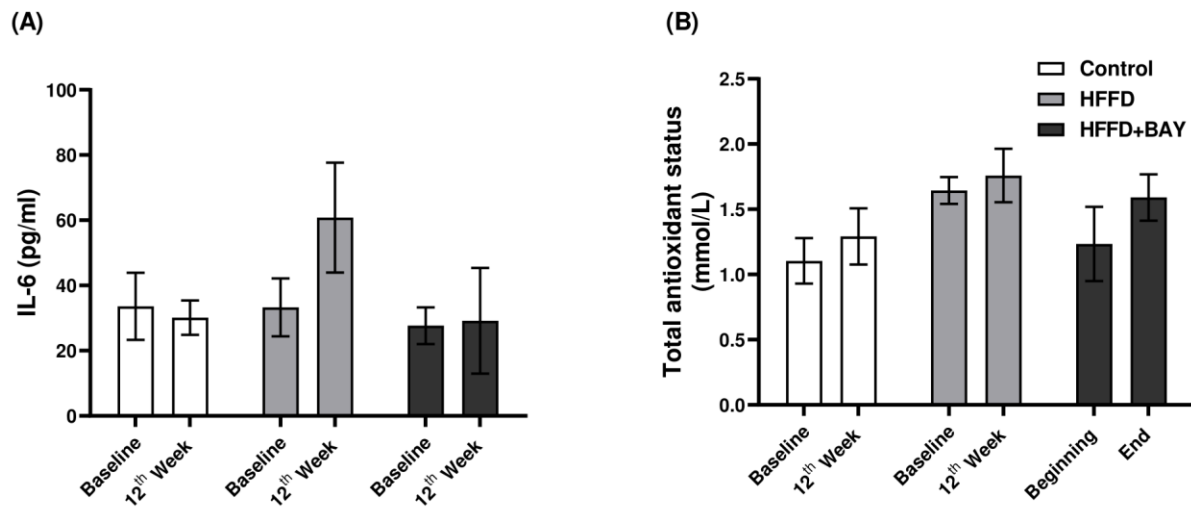 (A)
IL-6 (pg/ml)
100
80
60
40
20
0
Baseline
12th Week
Baseline
12th Week
Baseline
12th Week
(B)
Total antioxidant status
(mmol/L)
2.5
2.0
1.5
1.0
0.5
0.0
Control
HFFD
HFFD+BAY
Baseline
12th Week
Baseline
12th Week
Beginning
End